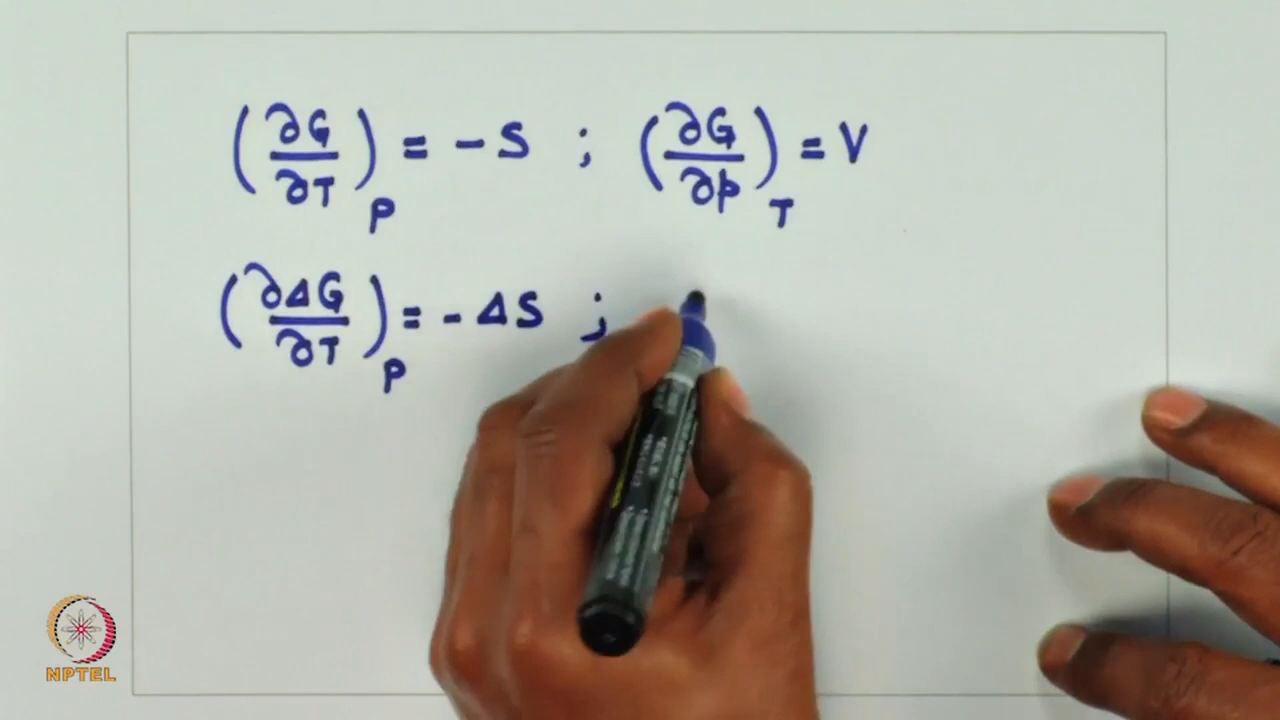 (∂G/∂T)_P = -S ; (∂G/∂p)_T = V
(∂ΔG/∂T)_P = -ΔS ;
NPTEL